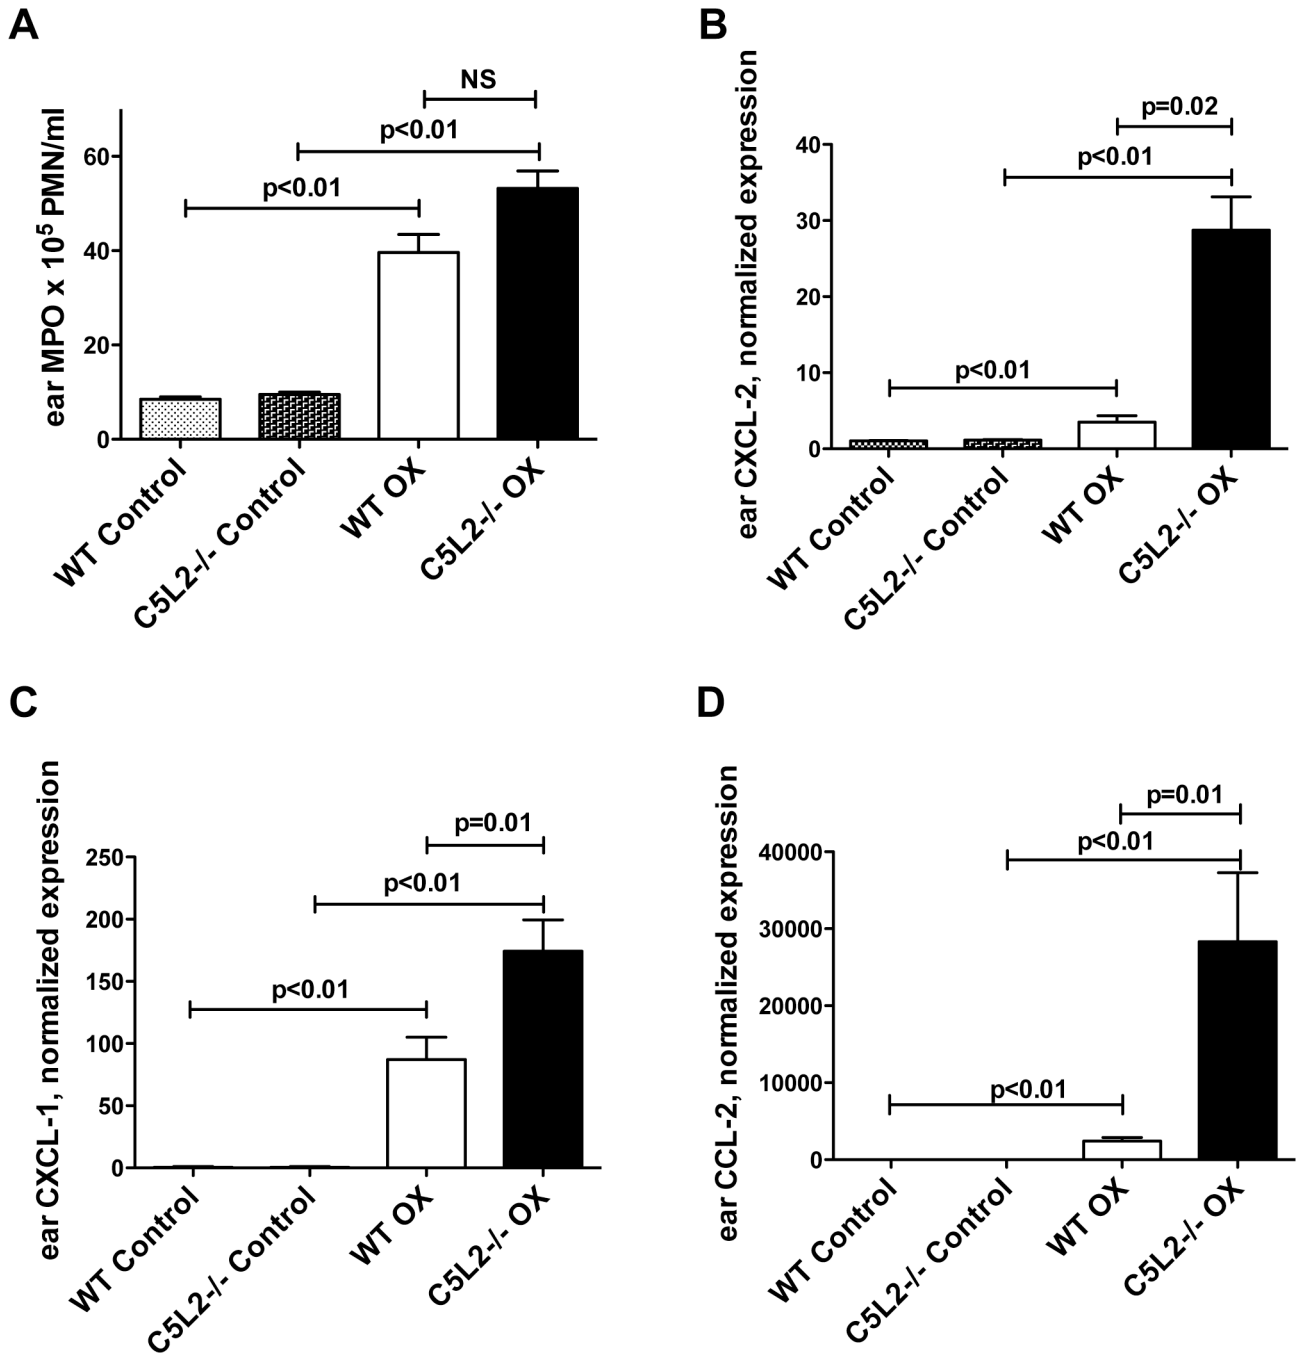 A
ear MPO x 10⁵ PMN/ml
NS
p<0.01
p<0.01
60
40
20
0
WT Control
C5L2-/- Control
WT OX
C5L2-/- OX
B
ear CXCL-2, normalized expression
p=0.02
p<0.01
p<0.01
40
30
20
10
0
WT Control
C5L2-/- Control
WT OX
C5L2-/- OX
C
ear CXCL-1, normalized expression
p=0.01
p<0.01
p<0.01
250
200
150
100
50
0
WT Control
C5L2-/- Control
WT OX
C5L2-/- OX
D
ear CCL-2, normalized expression
p=0.01
p<0.01
p<0.01
40000
30000
20000
10000
0
WT Control
C5L2-/- Control
WT OX
C5L2-/- OX